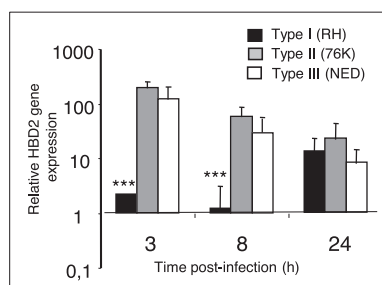 Relative HBD2 gene
expression
1000
100
10
1
0,1
Type I (RH)
Type II (76K)
Type III (NED)
***
***
3 8 24
Time post-infection (h)